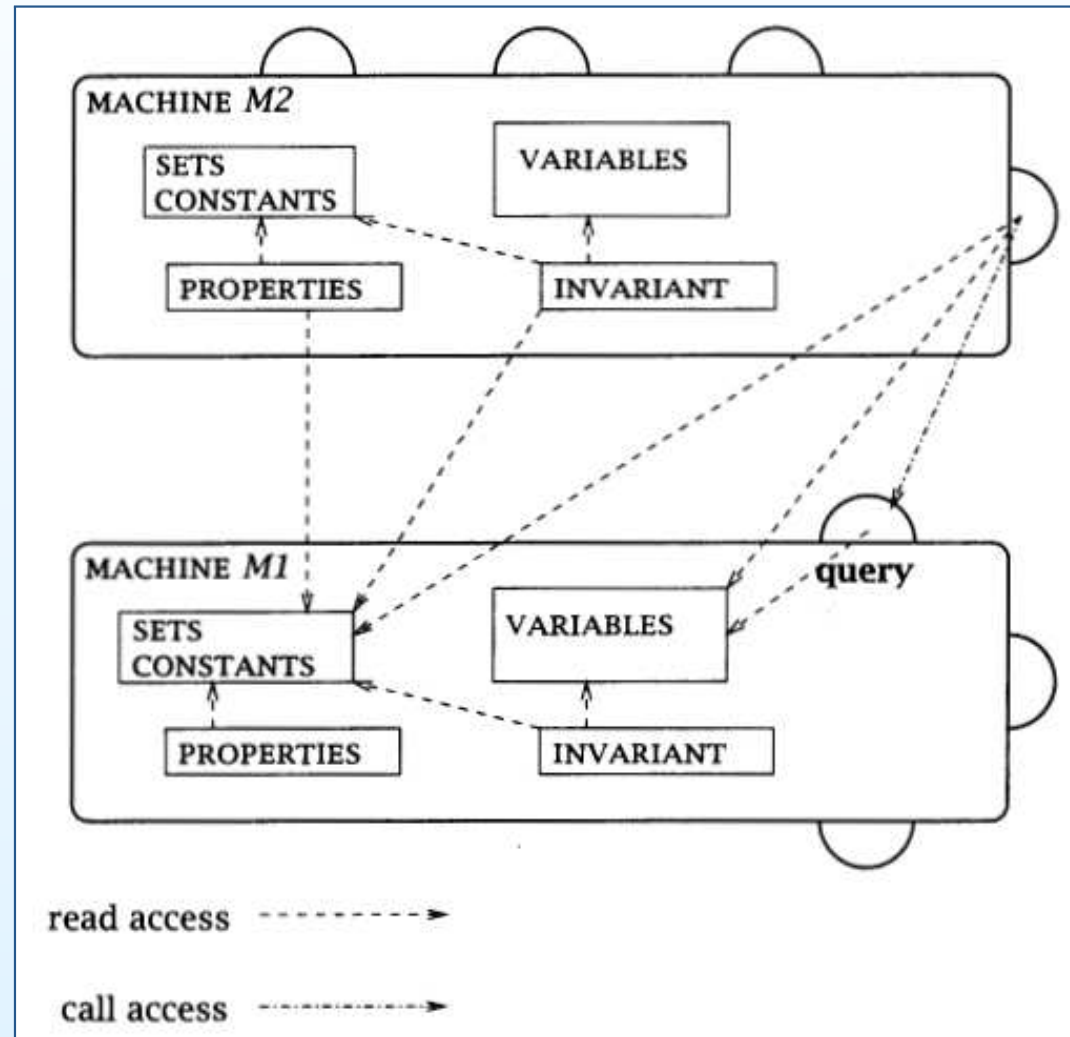 MACHINE M2
SETS
CONSTANTS
VARIABLES
PROPERTIES
INVARIANT
MACHINE M1
query
SETS
CONSTANTS
VARIABLES
PROPERTIES
INVARIANT
read access
call access